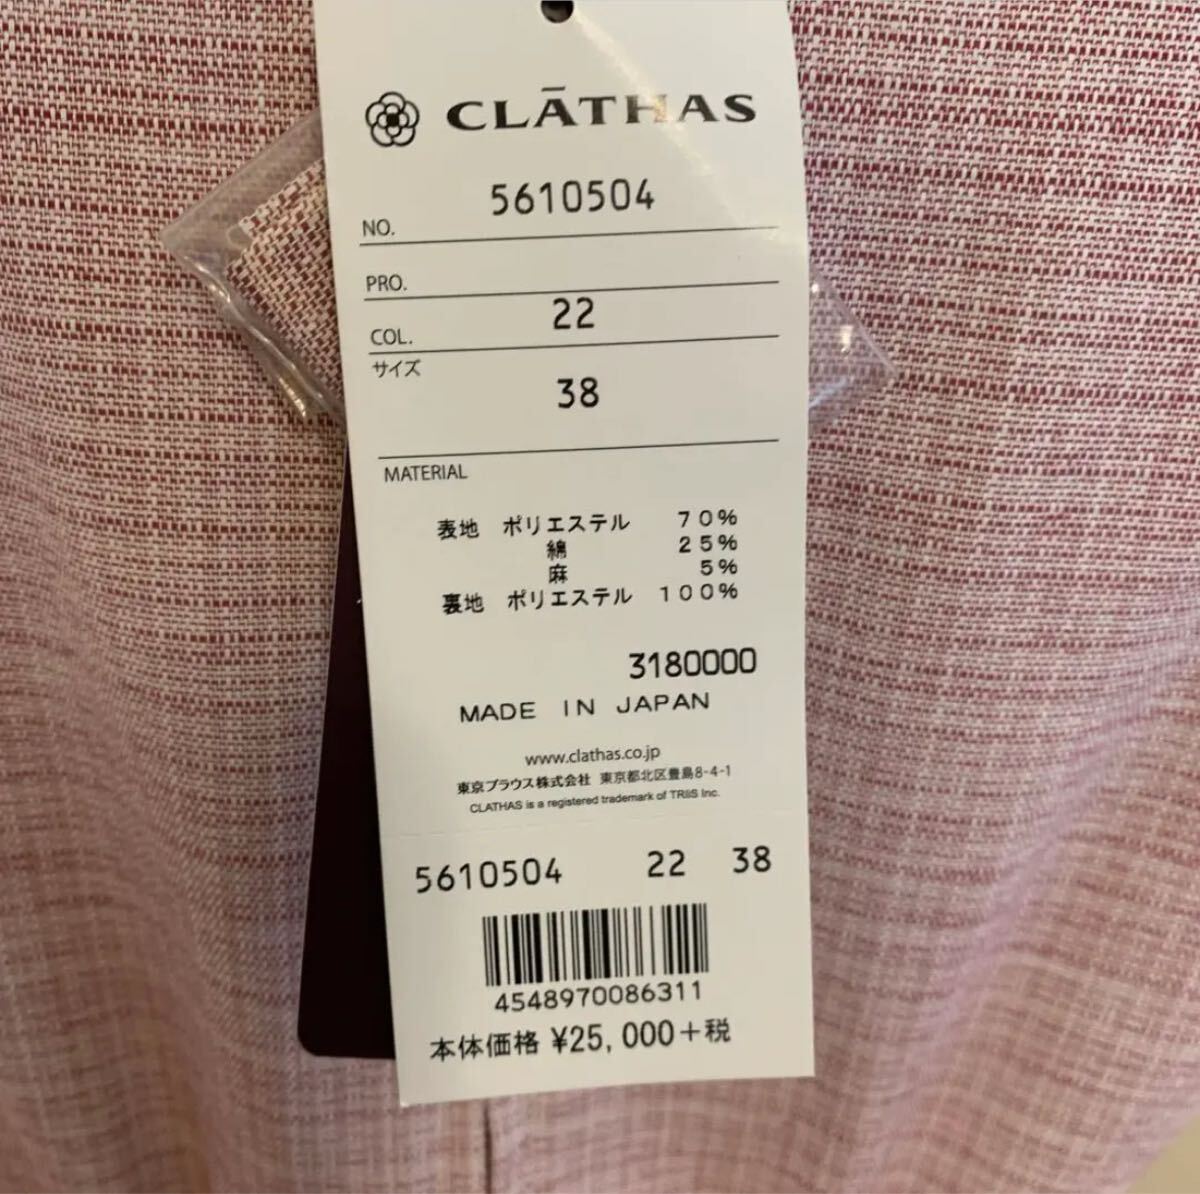 CLĀTHAS
5610504
NO.
PRO.
22
COL.
サイズ
38
MATERIAL
表地 ポリエステル 70%
綿 25%
麻 5%
裏地 ポリエステル 100%
3180000
MADE IN JAPAN
www.clathas.co.jp
東京ブラウス株式会社 東京都北区豊島8-4-1
CLATHAS is a registered trademark of TRIIS Inc.
5610504 22 38
4548970086311
本体価格 ¥25,000+税